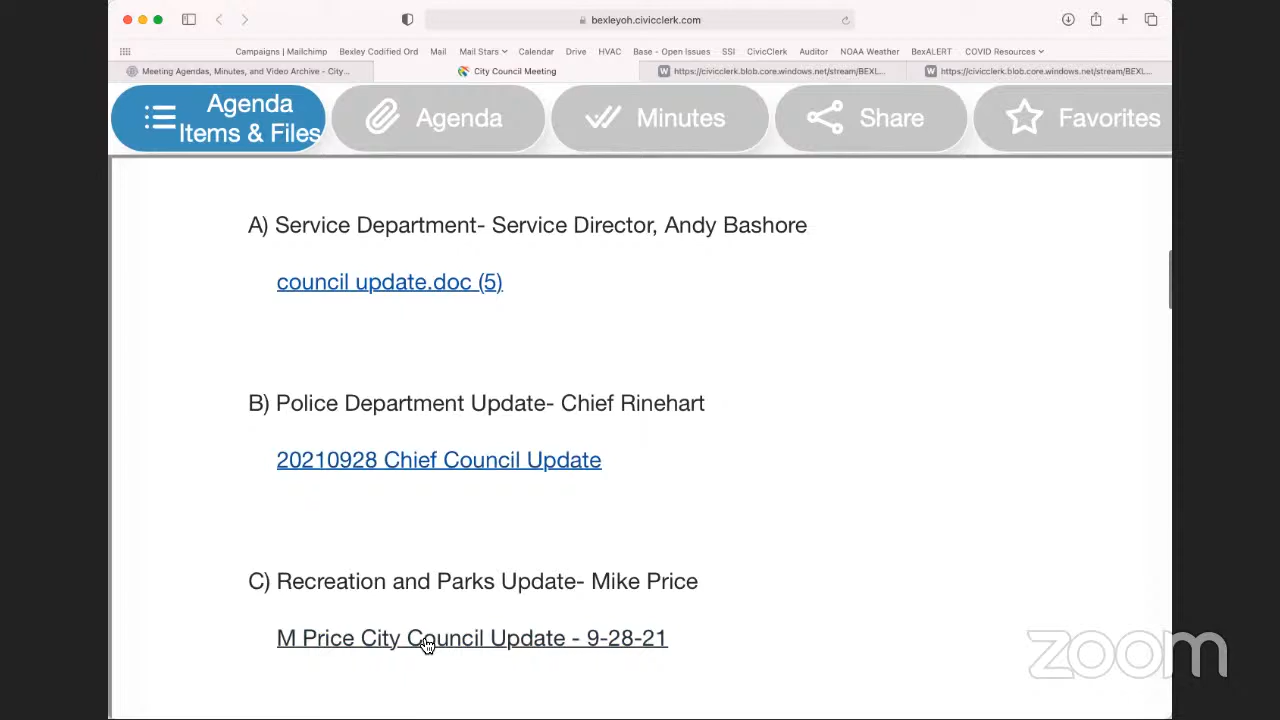 bexleyoh.civicclerk.com
Campaigns | Mailchimp Bexley Codified Ord Mail Mail Stars Calendar Drive HVAC Base - Open Issues SSI CivicClerk Auditor NOAA Weather BexALERT COVID Resources
Meeting Agendas, Minutes, and Video Archive - City... City Council Meeting https://civicclerk.blob.core.windows.net/stream/BEXL... https://civicclerk.blob.core.windows.net/stream/BEXL...
Agenda
Items & Files
Agenda
Minutes
Share
Favorites
A) Service Department- Service Director, Andy Bashore
council update.doc (5)
B) Police Department Update- Chief Rinehart
20210928 Chief Council Update
C) Recreation and Parks Update- Mike Price
M Price City Council Update - 9-28-21
zoom